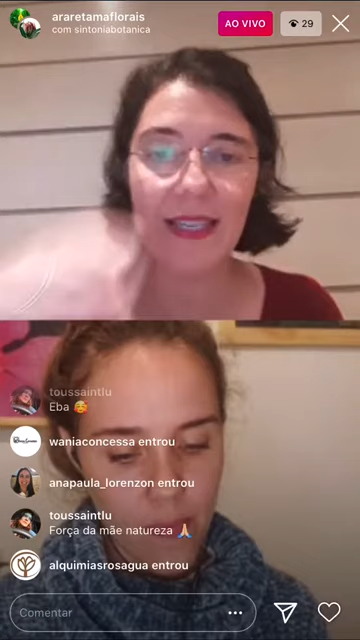 araretamaflorais
com sintoniabotanica
AO VIVO
29
toussaintlu
Eba 🥰
waniaconcessa entrou
anapaula_lorenzon entrou
toussaintlu
Força da mãe natureza 🙏🏼
alquimiasrosagua entrou
Comentar